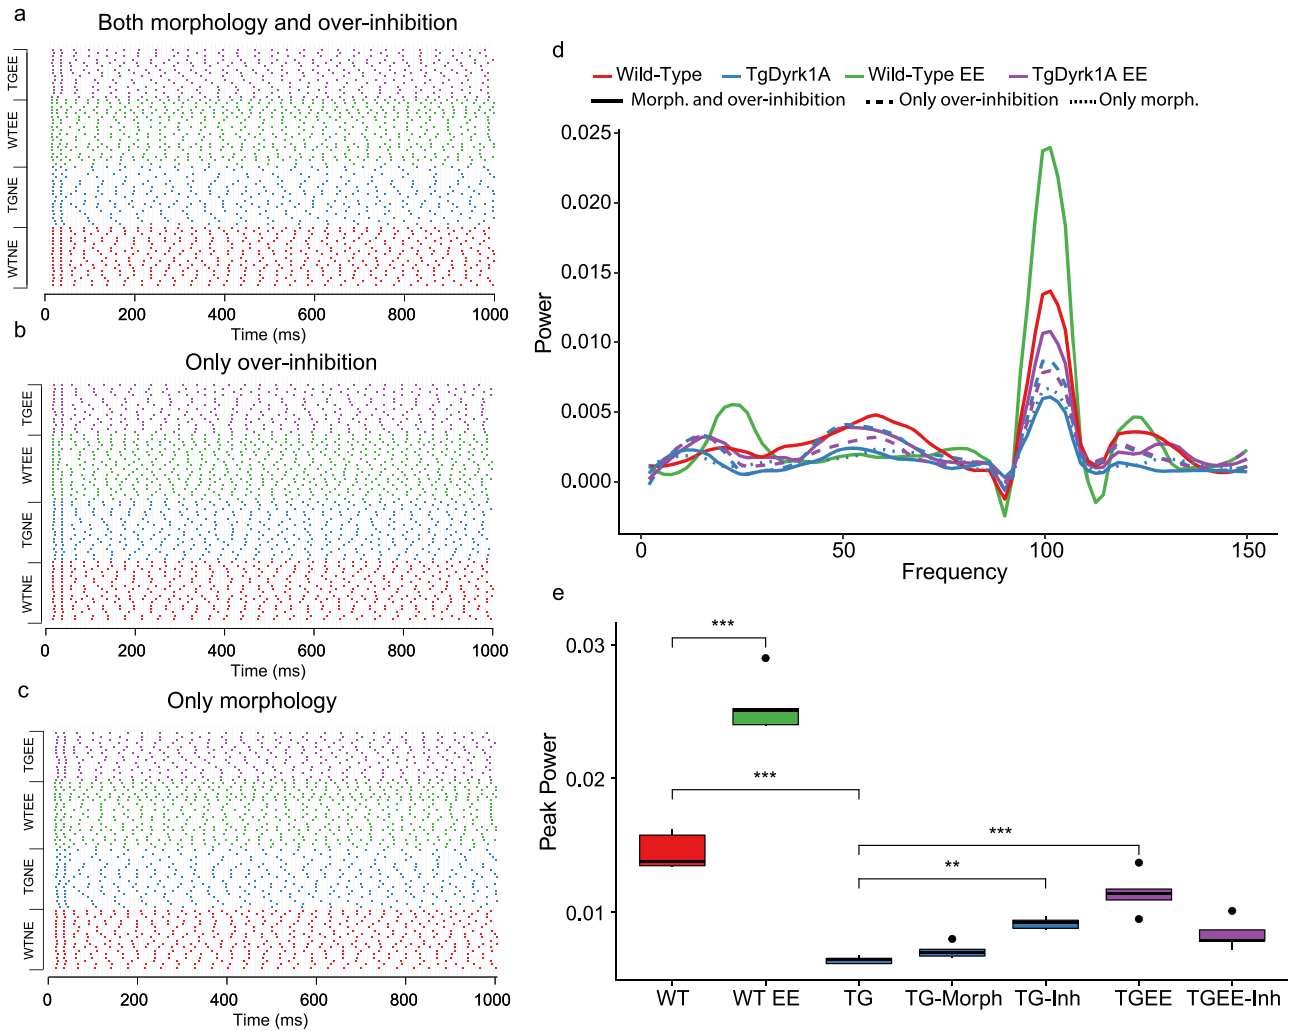 a
Both morphology and over-inhibition
TGEE
WTEE
TGNE
WTNE
0 200 400 600 800 1000
Time (ms)
b
Only over-inhibition
TGEE
WTEE
TGNE
WTNE
0 200 400 600 800 1000
Time (ms)
c
Only morphology
TGEE
WTEE
TGNE
WTNE
0 200 400 600 800 1000
Time (ms)
d
Wild-Type TgDyrk1A Wild-Type EE TgDyrk1A EE
Morph. and over-inhibition Only over-inhibition Only morph.
Power
0.025
0.020
0.015
0.010
0.005
0.000
0 50 100 150
Frequency
e
Peak Power
0.03
0.02
0.01
***
***
***
**
WT WT EE TG TG-Morph TG-Inh TGEE TGEE-Inh